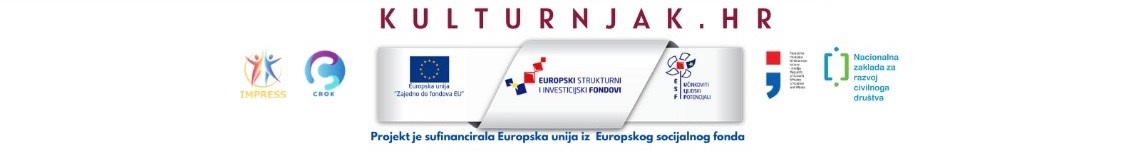 KULTURNJAK.HR
IMPRESS
CROK
Europska unija
"Zajedno do fondova EU"
EUROPSKI STRUKTURNI
I INVESTICIJSKI FONDOVI
ESF
UČINKOVITI
LJUDSKI
POTENCIJALI
Nacionalna
zaklada za
razvoj
civilnoga
društva
Projekt je sufinancirala Europska unija iz Europskog socijalnog fonda